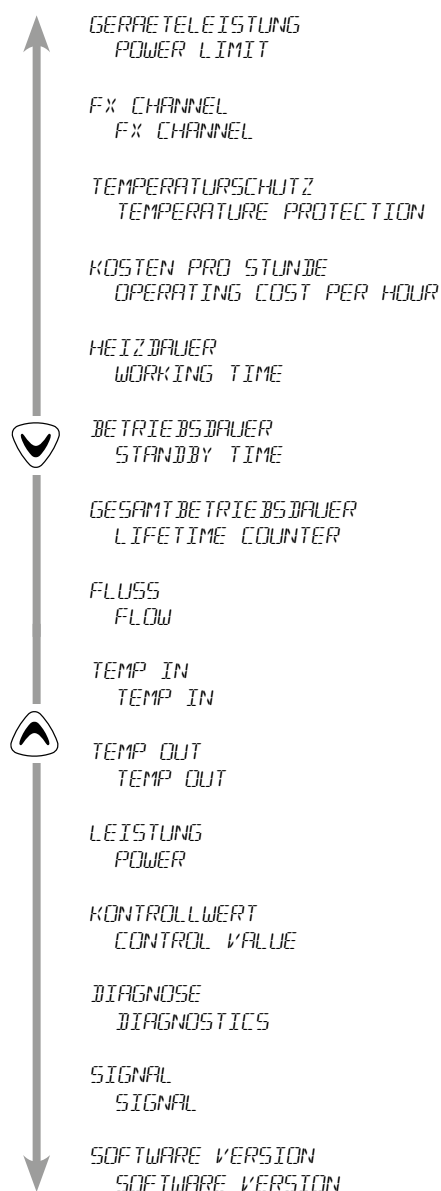 GERAETELEISTUNG
POWER LIMIT
FX CHANNEL
FX CHANNEL
TEMPERATURSCHUTZ
TEMPERATURE PROTECTION
KOSTEN PRO STUNDE
OPERATING COST PER HOUR
HEIZDAUER
WORKING TIME
BETRIEBSDAUER
STANDBY TIME
GESAMTBETRIEBSDAUER
LIFETIME COUNTER
FLUSS
FLOW
TEMP IN
TEMP IN
TEMP OUT
TEMP OUT
LEISTUNG
POWER
KONTROLLWERT
CONTROL VALUE
DIAGNOSE
DIAGNOSTICS
SIGNAL
SIGNAL
SOFTWARE VERSION
SOFTWARE VERSION